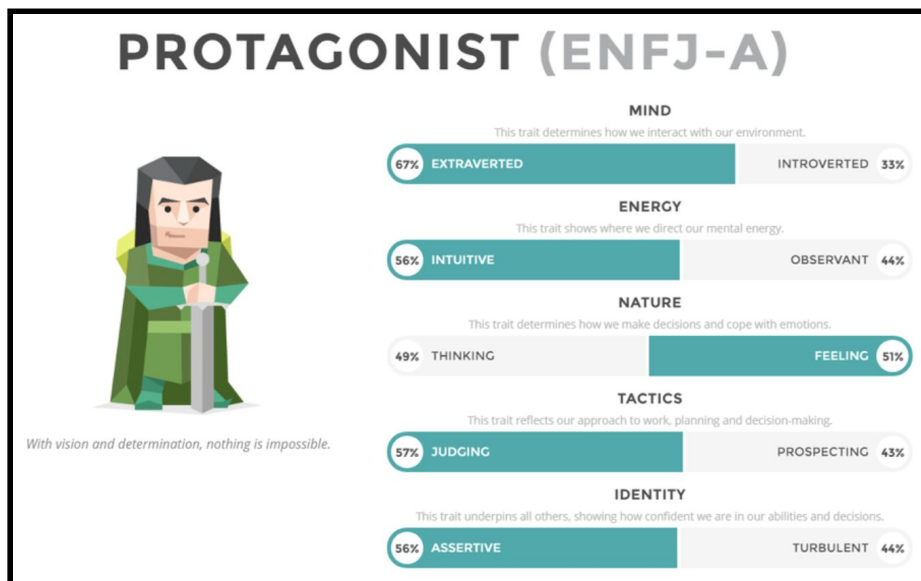 PROTAGONIST (ENFJ-A)
MIND
This trait determines how we interact with our environment.
67% EXTRAVERTED INTROVERTED 33%
ENERGY
This trait shows where we direct our mental energy.
56% INTUITIVE OBSERVANT 44%
NATURE
This trait determines how we make decisions and cope with emotions.
49% THINKING FEELING 51%
TACTICS
This trait reflects our approach to work, planning and decision-making.
57% JUDGING PROSPECTING 43%
IDENTITY
This trait underpins all others, showing how confident we are in our abilities and decisions.
56% ASSERTIVE TURBULENT 44%
With vision and determination, nothing is impossible.